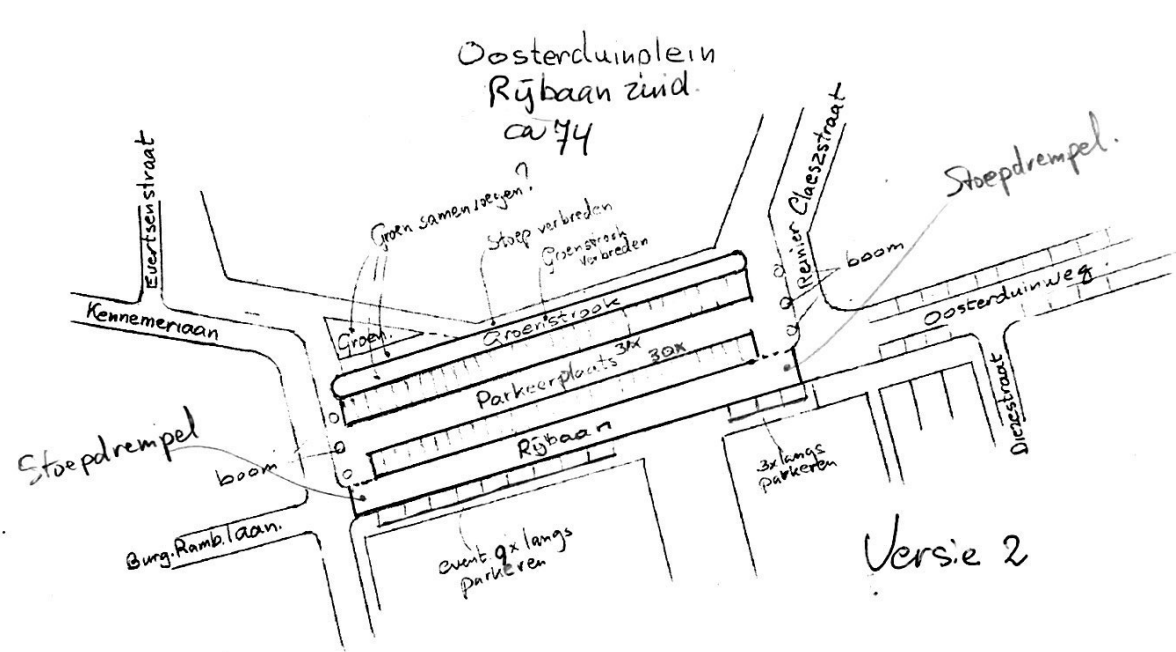 Oosterduinplein
Rijbaan zuid.
ca 74
Evertsenstraat
Kennemerlaan
Groen samenvoegen?
Stoep verbreden
Groenstrook
verbreden
Reinier Claeszstraat
Stoepdrempel.
boom
Oosterduinweg.
Diezestraat
Groen.
Groenstrook
Parkeerplaats 31x
30x
Rijbaan
Stoepdrempel
boom
Burg. Ramb. laan.
3x langs
parkeren
event. 9x langs
parkeren
Versie 2